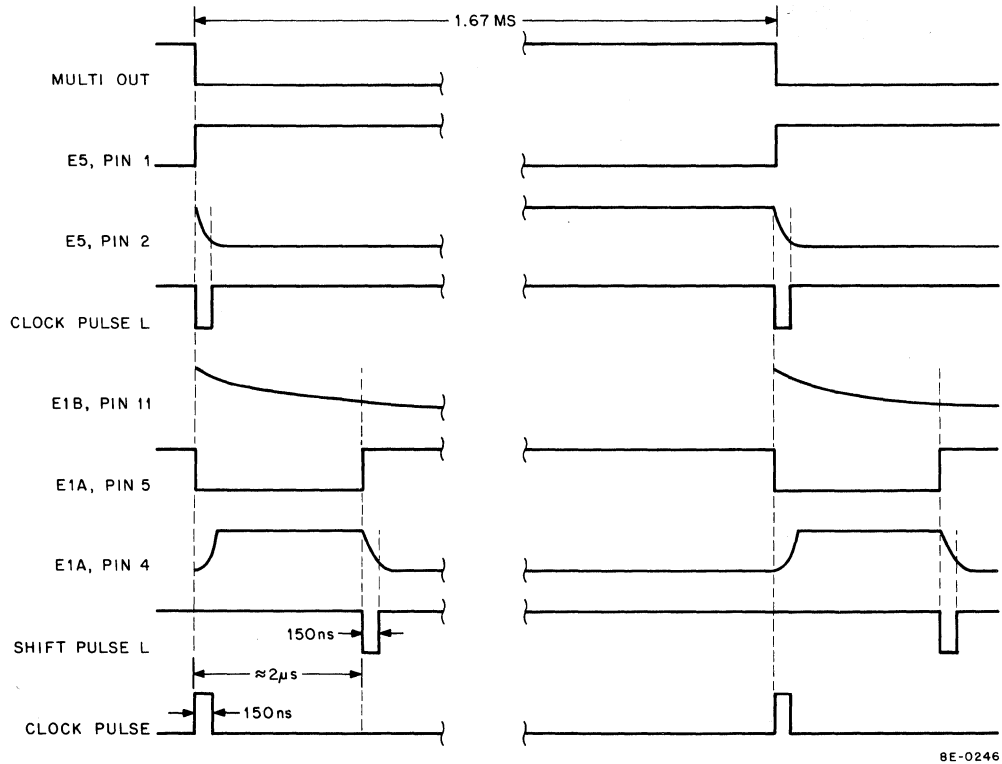 1.67 MS
MULTI OUT
E5, PIN 1
E5, PIN 2
CLOCK PULSE L
E1B, PIN 11
E1A, PIN 5
E1A, PIN 4
150ns
SHIFT PULSE L
≈2μs
150ns
CLOCK PULSE
8E-0246